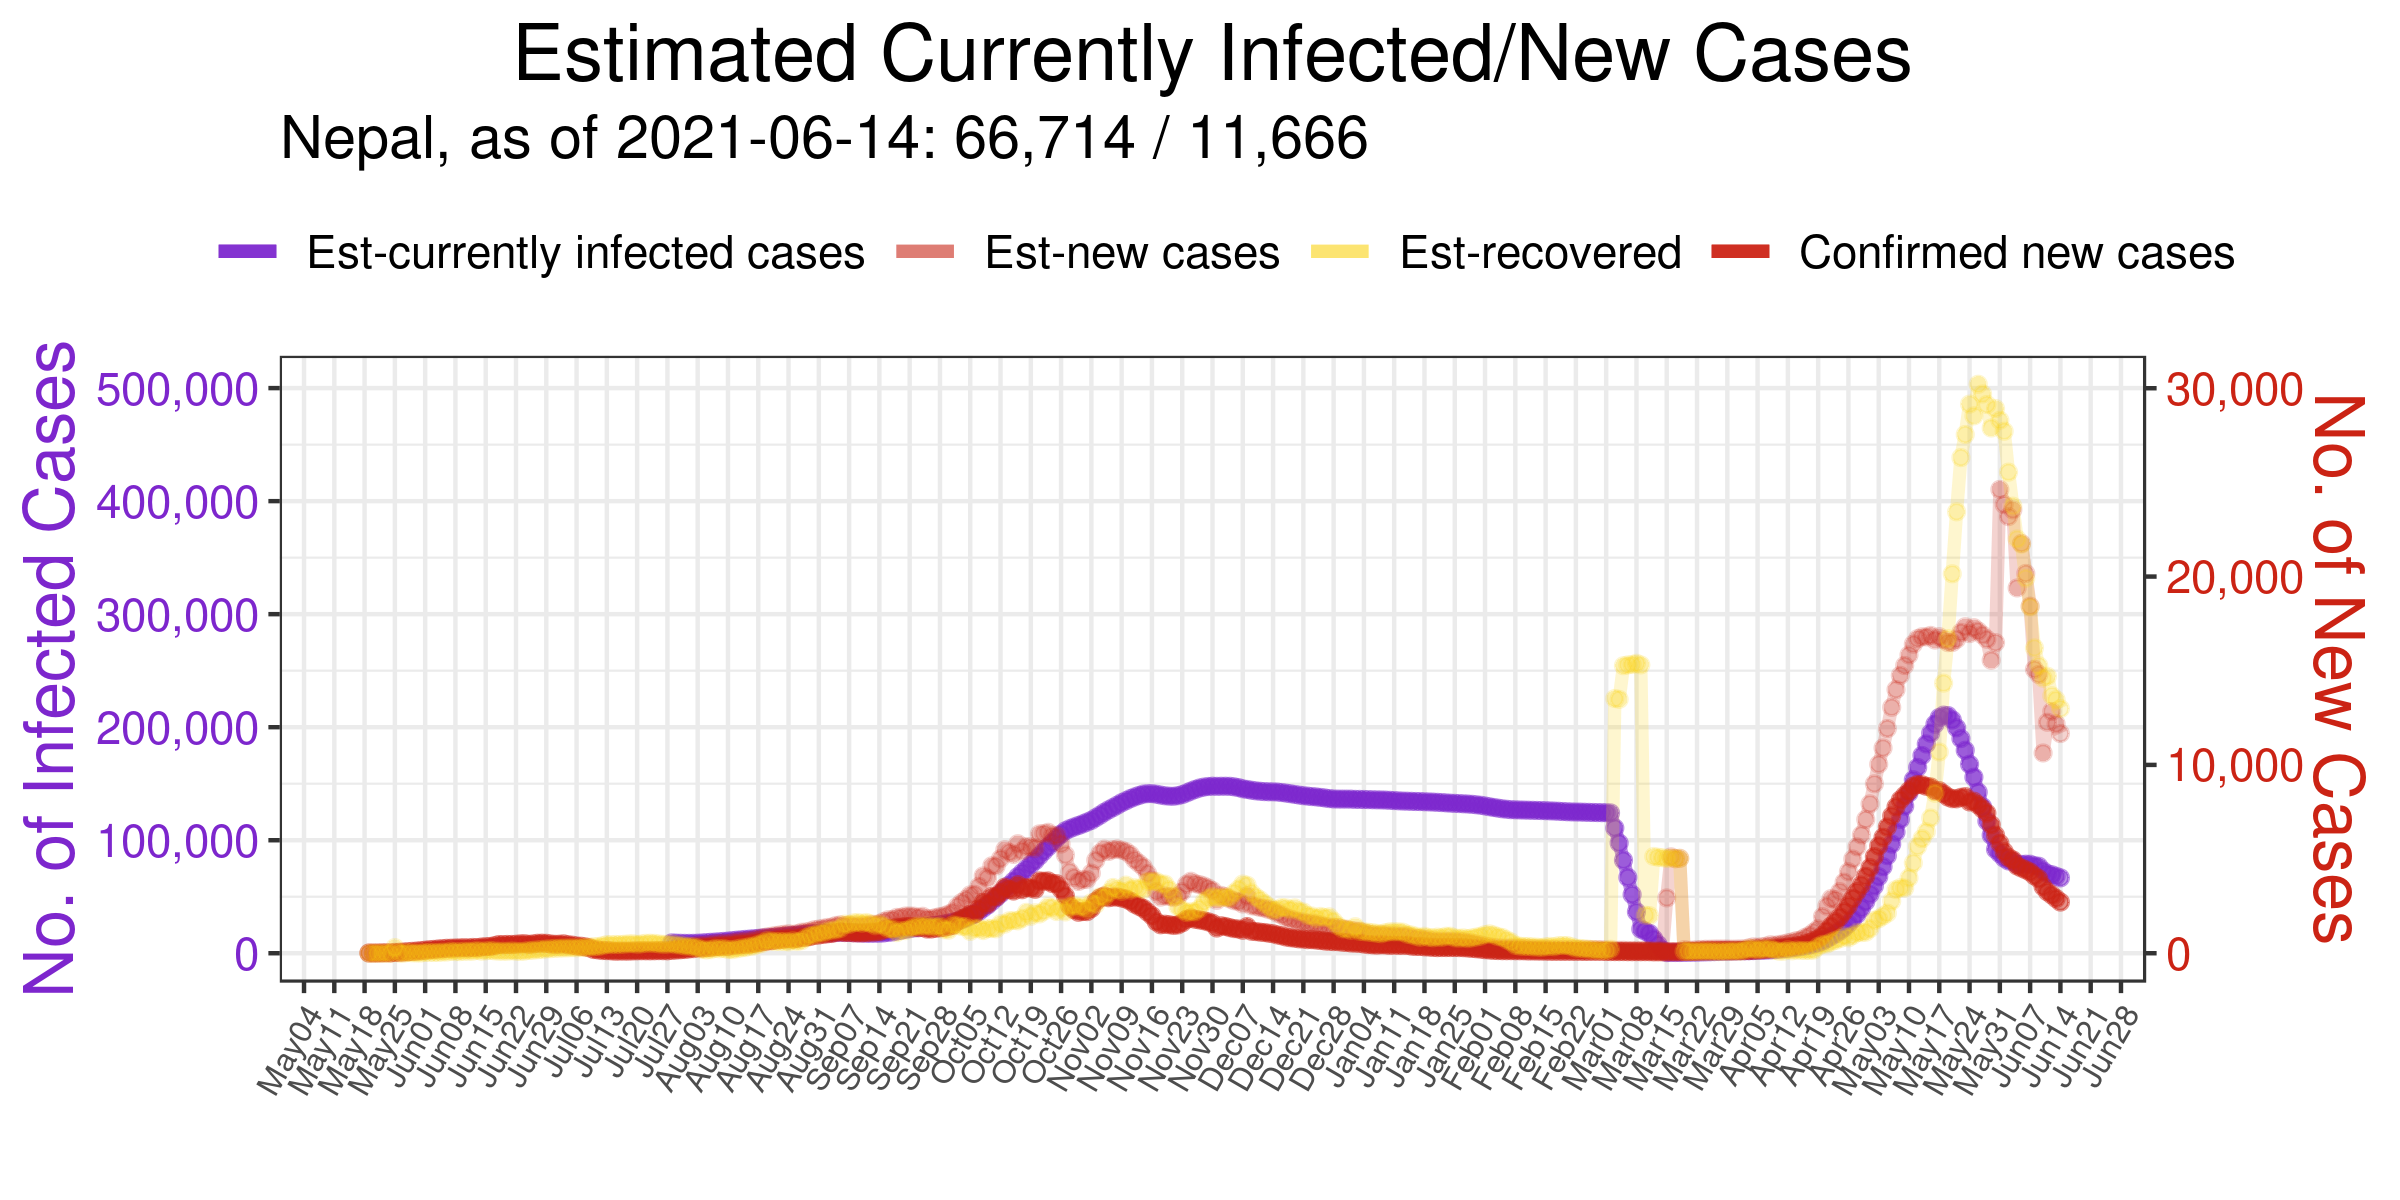 Estimated Currently Infected/New Cases
Nepal, as of 2021-06-14: 66,714 / 11,666
Est-currently infected cases Est-new cases Est-recovered Confirmed new cases
No. of Infected Cases
500,000
400,000
300,000
200,000
100,000
0
30,000
20,000
10,000
0
No. of New Cases
May04 May11 May18 May25 Jun01 Jun08 Jun15 Jun22 Jun29 Jul06 Jul13 Jul20 Jul27 Aug03 Aug10 Aug17 Aug24 Aug31 Sep07 Sep14 Sep21 Sep28 Oct05 Oct12 Oct19 Oct26 Nov02 Nov09 Nov16 Nov23 Nov30 Dec07 Dec14 Dec21 Dec28 Jan04 Jan11 Jan18 Jan25 Feb01 Feb08 Feb15 Feb22 Mar01 Mar08 Mar15 Mar22 Mar29 Apr05 Apr12 Apr19 Apr26 May03 May10 May17 May24 May31 Jun07 Jun14 Jun21 Jun28